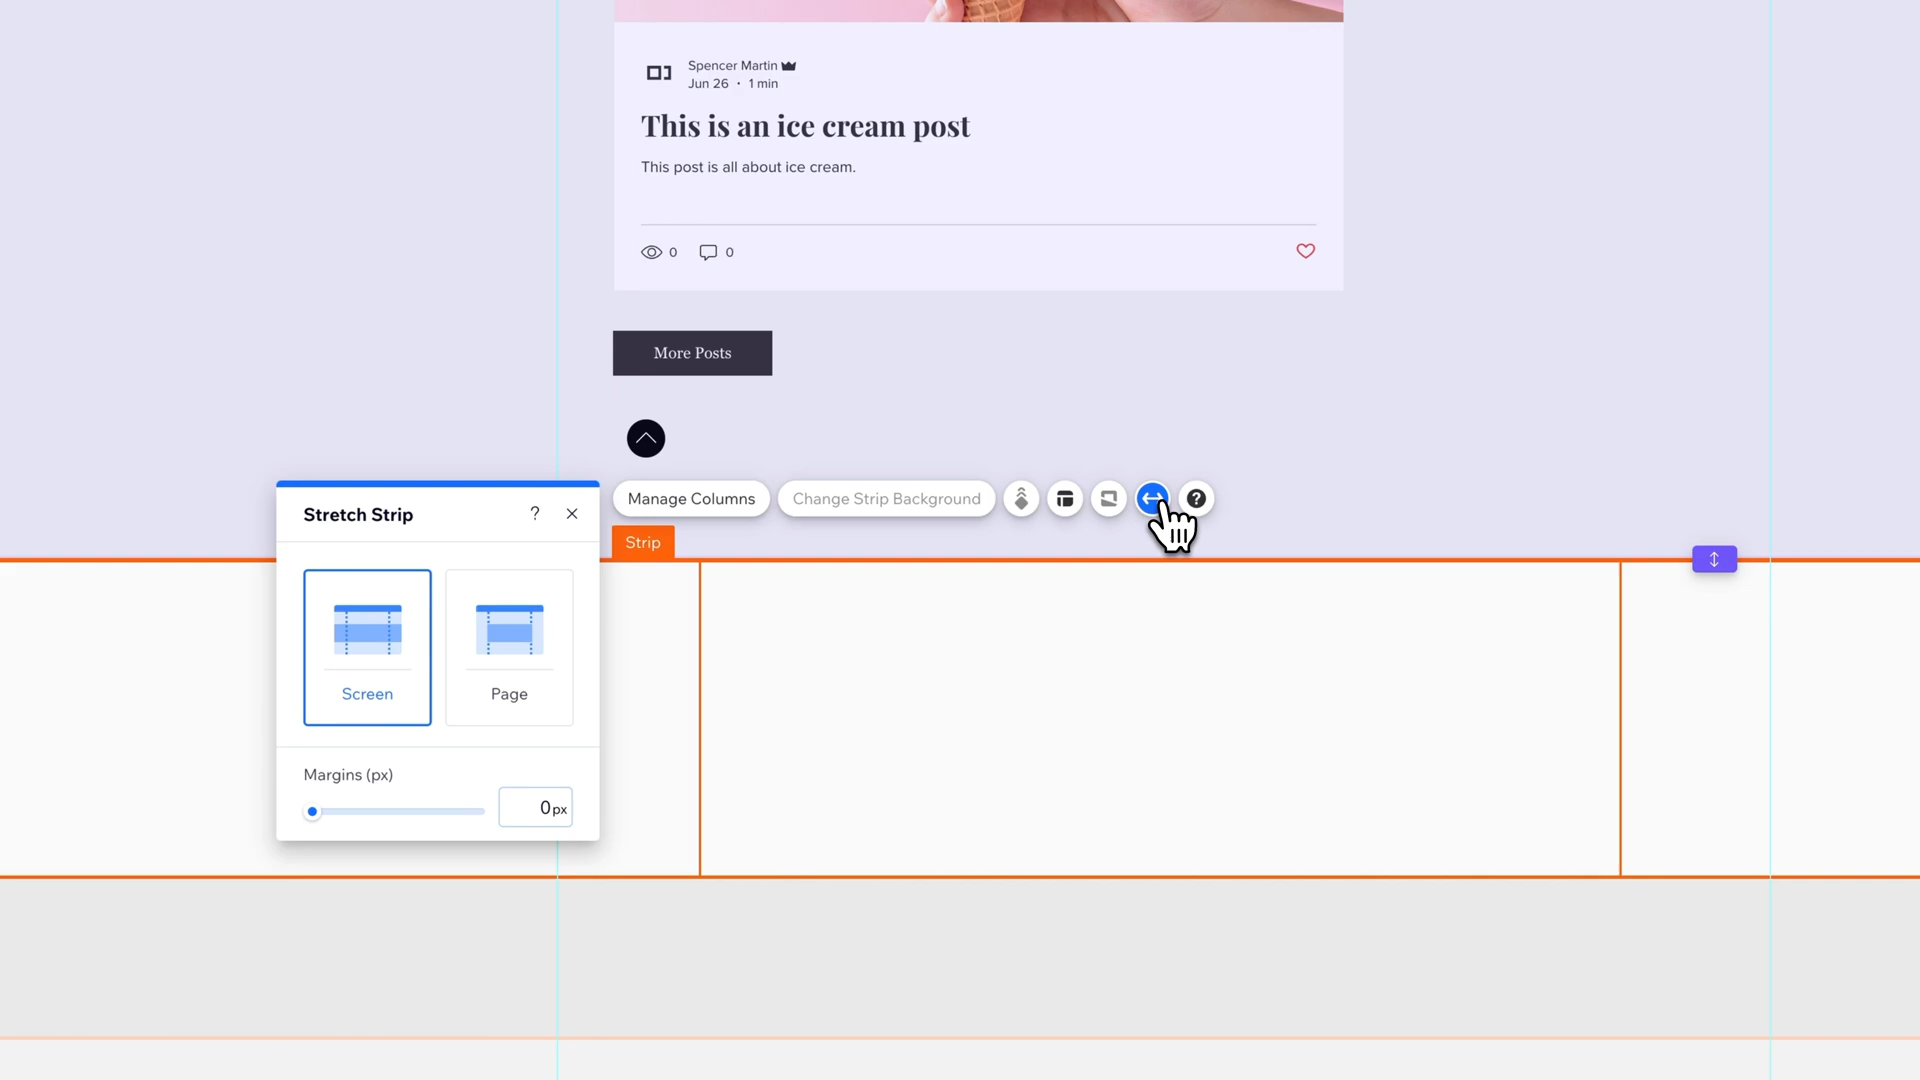 Spencer Martin
Jun 26 · 1 min
This is an ice cream post
This post is all about ice cream.
0 0
More Posts
Manage Columns Change Strip Background ?
Stretch Strip ?
Strip
Screen Page
Margins (px)
0px